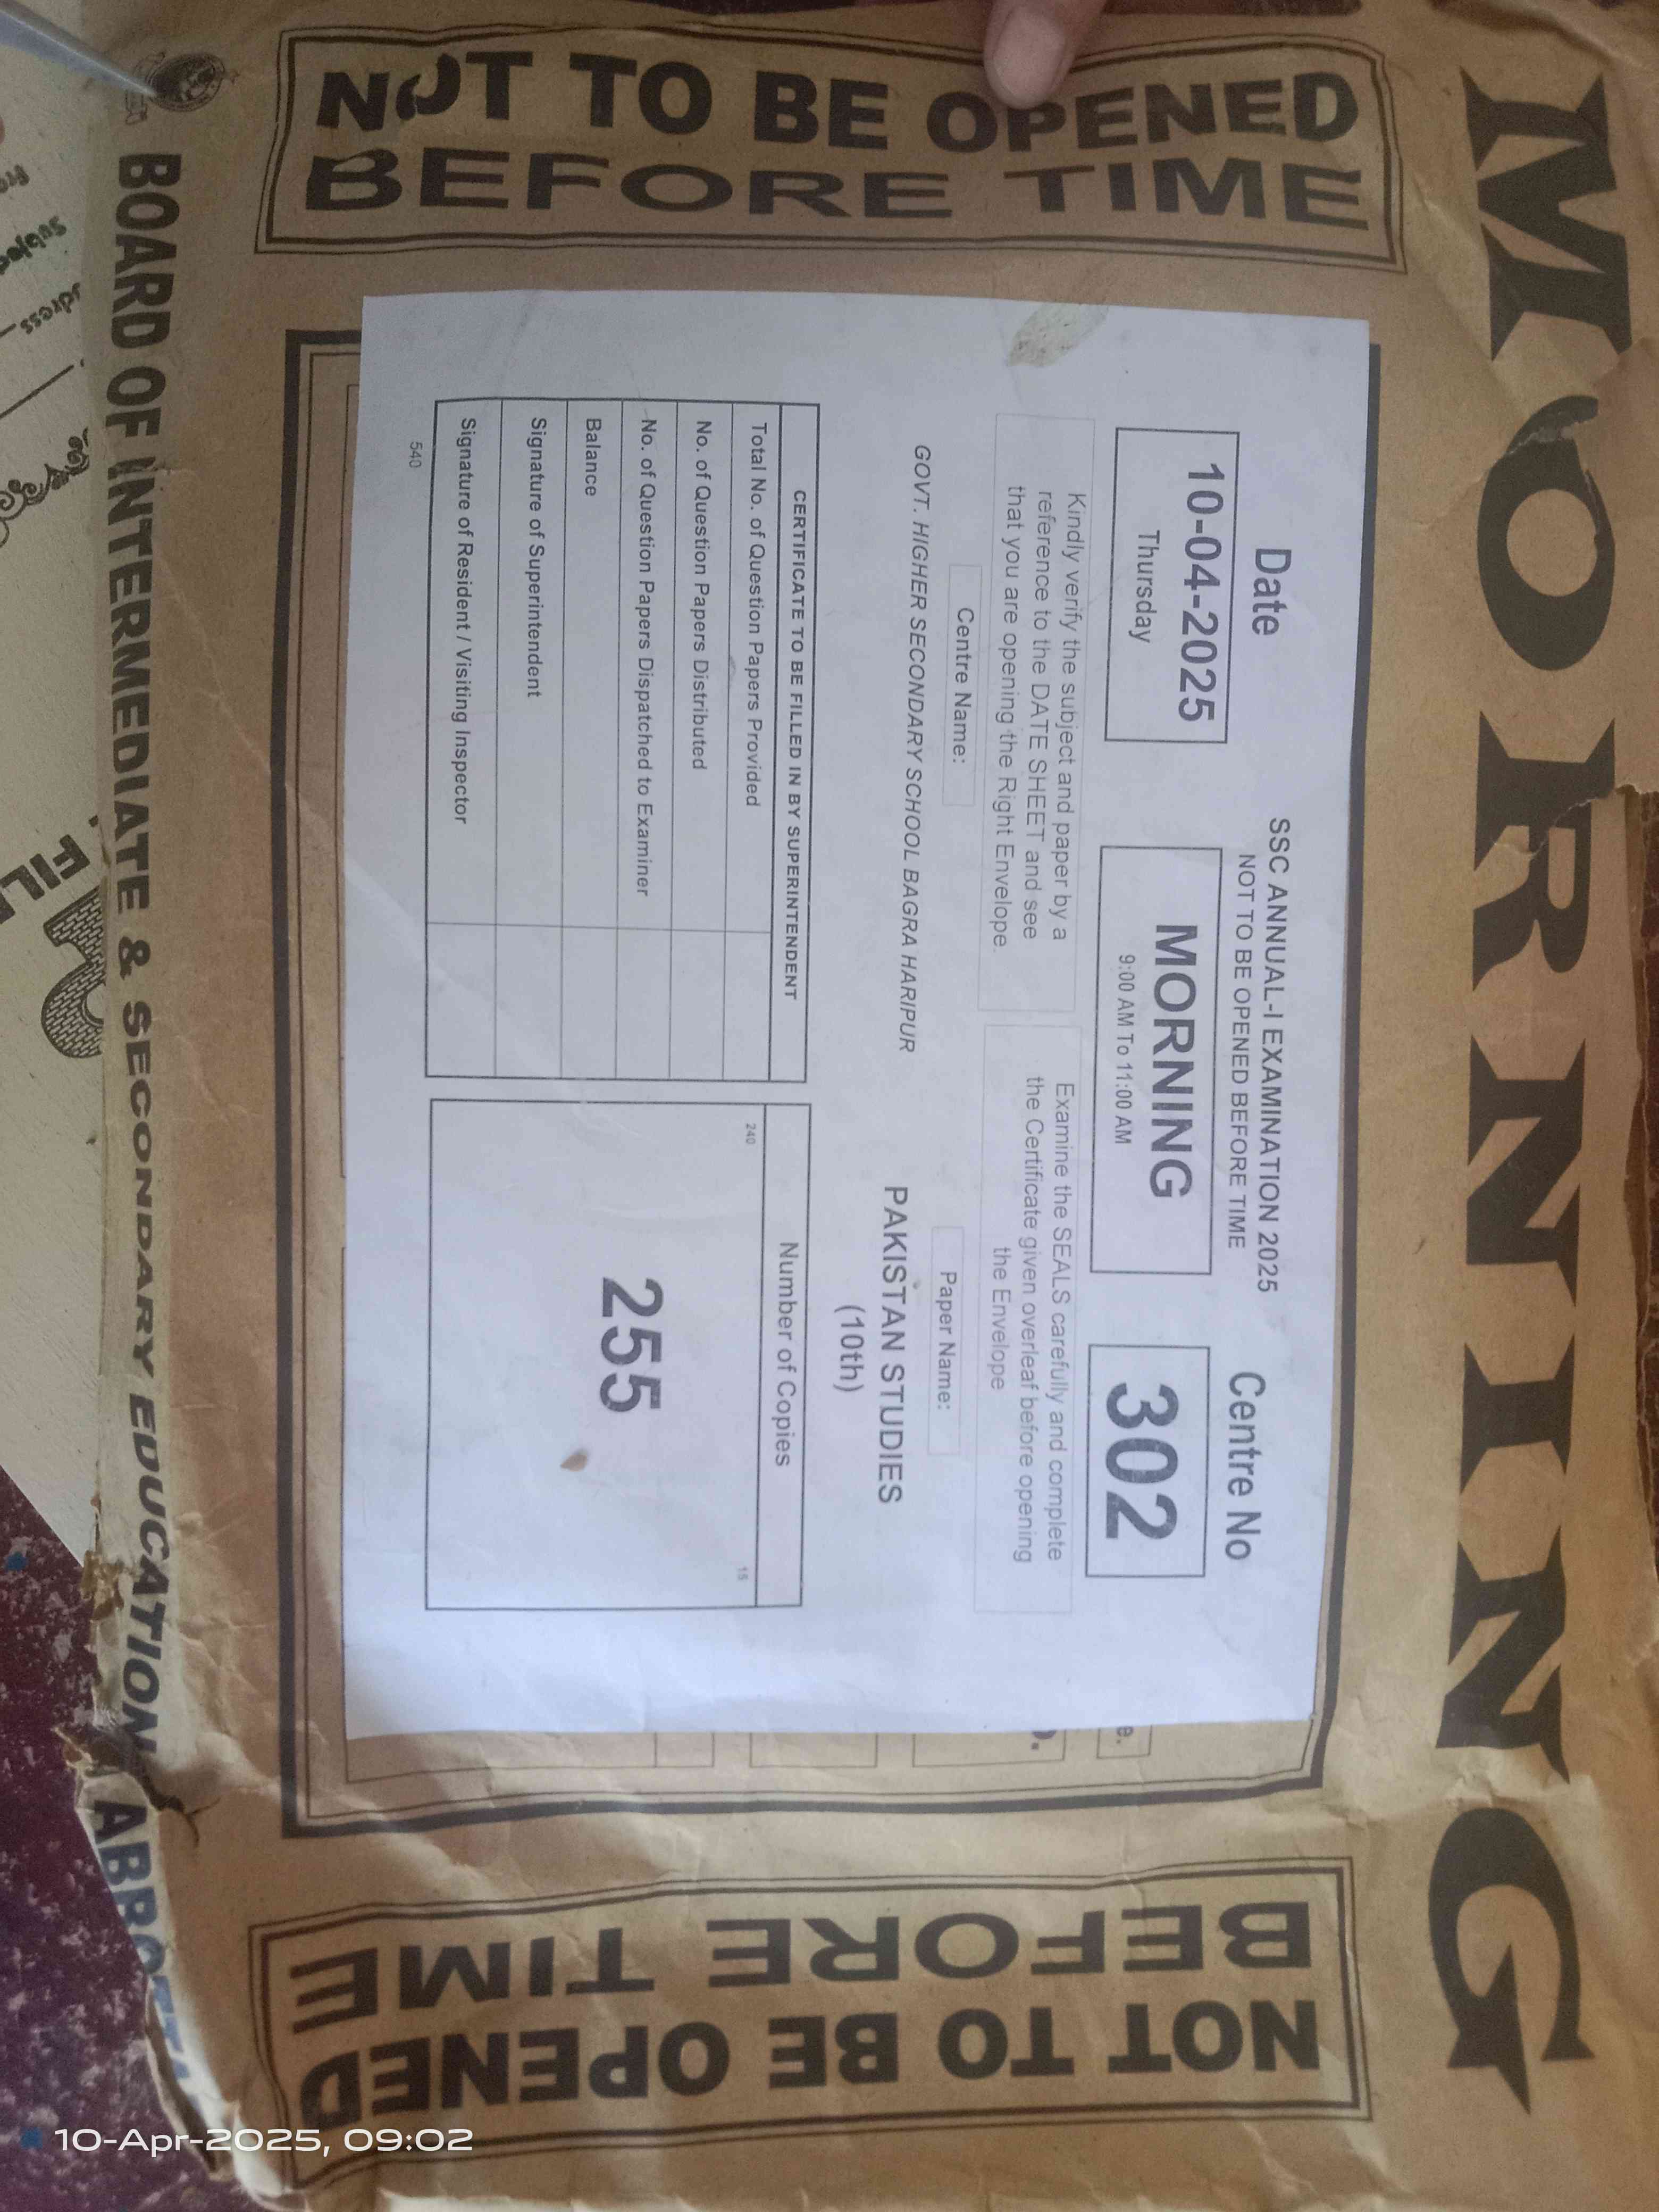 MORNING
NOT TO BE OPENED
BEFORE TIME
Date
10-04-2025
Thursday
SSC ANNUAL-I EXAMINATION 2025
NOT TO BE OPENED BEFORE TIME
MORNING
9:00 AM To 11:00 AM
Centre No
302
Kindly verify the subject and paper by a
reference to the DATE SHEET and see
that you are opening the Right Envelope
Examine the SEALS carefully and complete
the Certificate given overleaf before opening
the Envelope
Centre Name:
GOVT. HIGHER SECONDARY SCHOOL BAGRA HARIPUR
Paper Name:
PAKISTAN STUDIES
(10th)
CERTIFICATE TO BE FILLED IN BY SUPERINTENDENT
Total No. of Question Papers Provided
No. of Question Papers Distributed
No. of Question Papers Dispatched to Examiner
Balance
Signature of Superintendent
Signature of Resident / Visiting Inspector
540
Number of Copies
240 15
255
NOT TO BE OPENED
BEFORE TIME
BOARD OF INTERMEDIATE & SECONDARY EDUCATION
10-Apr-2025, 09:02